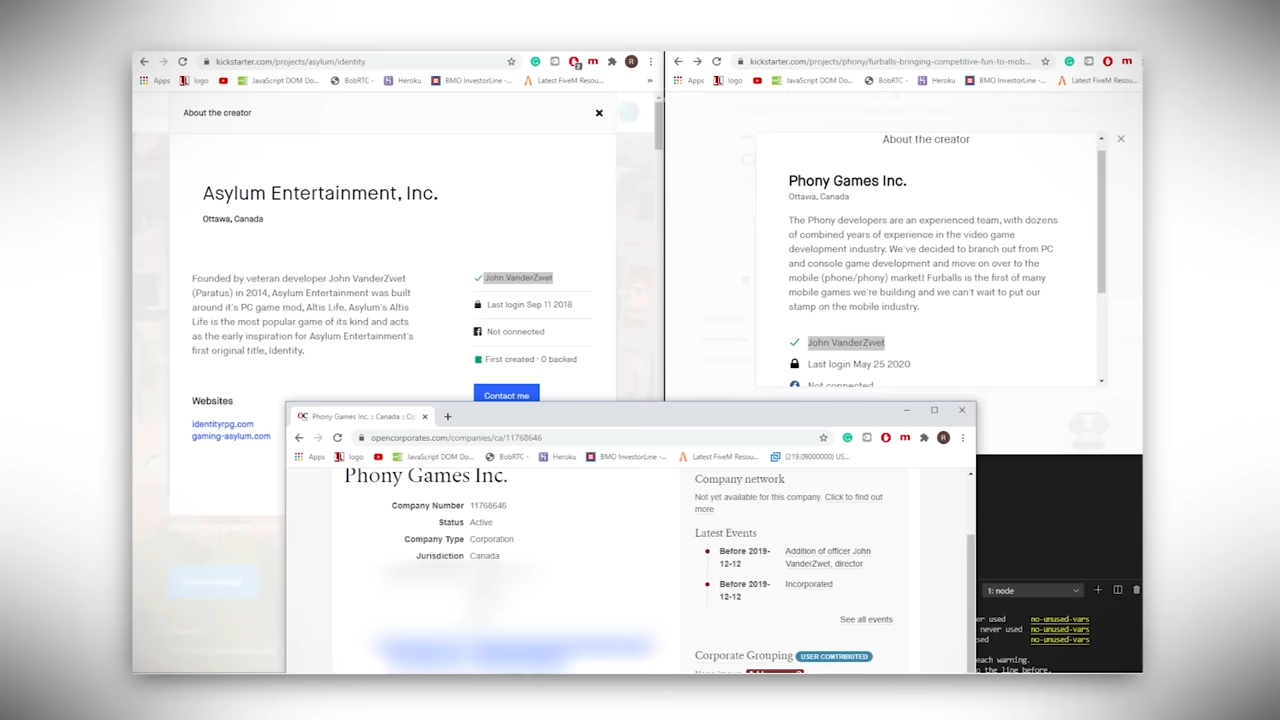 kickstarter.com/projects/asylum/identity
Apps logo JavaScript DOM Do... BobRTC - Heroku BMO InvestorLine -... Latest FiveM Resou... »
About the creator
Asylum Entertainment, Inc.
Ottawa, Canada
Founded by veteran developer John VanderZwet
(Paratus) in 2014, Asylum Entertainment was built
around it's PC game mod, Altis Life. Asylum's Altis
Life is the most popular game of its kind and acts
as the early inspiration for Asylum Entertainment's
first original title, Identity.
Websites
identityrpg.com
gaming-asylum.com
John VanderZwet
Last login Sep 11 2018
Not connected
First created · 0 backed
Contact me
kickstarter.com/projects/phony/furballs-bringing-competitive-fun-to-mob...
Apps logo JavaScript DOM Do... BobRTC - Heroku BMO InvestorLine -... Latest FiveM Resou...
About the creator
Phony Games Inc.
Ottawa, Canada
The Phony developers are an experienced team, with dozens
of combined years of experience in the video game
development industry. We've decided to branch out from PC
and console game development and move on over to the
mobile (phone/phony) market! Furballs is the first of many
mobile games we're building and we can't wait to put our
stamp on the mobile industry.
John VanderZwet
Last login May 25 2020
Not connected
Phony Games Inc. :: Canada :: Op
opencorporates.com/companies/ca/11768646
Apps logo JavaScript DOM Do... BobRTC - Heroku BMO InvestorLine -... Latest FiveM Resou... (219.09000000) US...
Phony Games Inc.
Company Number 11768646
Status Active
Company Type Corporation
Jurisdiction Canada
Company network
Not yet available for this company. Click to find out
more
Latest Events
Before 2019-
12-12
Addition of officer John
VanderZwet, director
Before 2019-
12-12
Incorporated
See all events
Corporate Grouping USER CONTRIBUTED
1: node
er used no-unused-vars
never used no-unused-vars
sed no-unused-vars
each warning.
the line before.